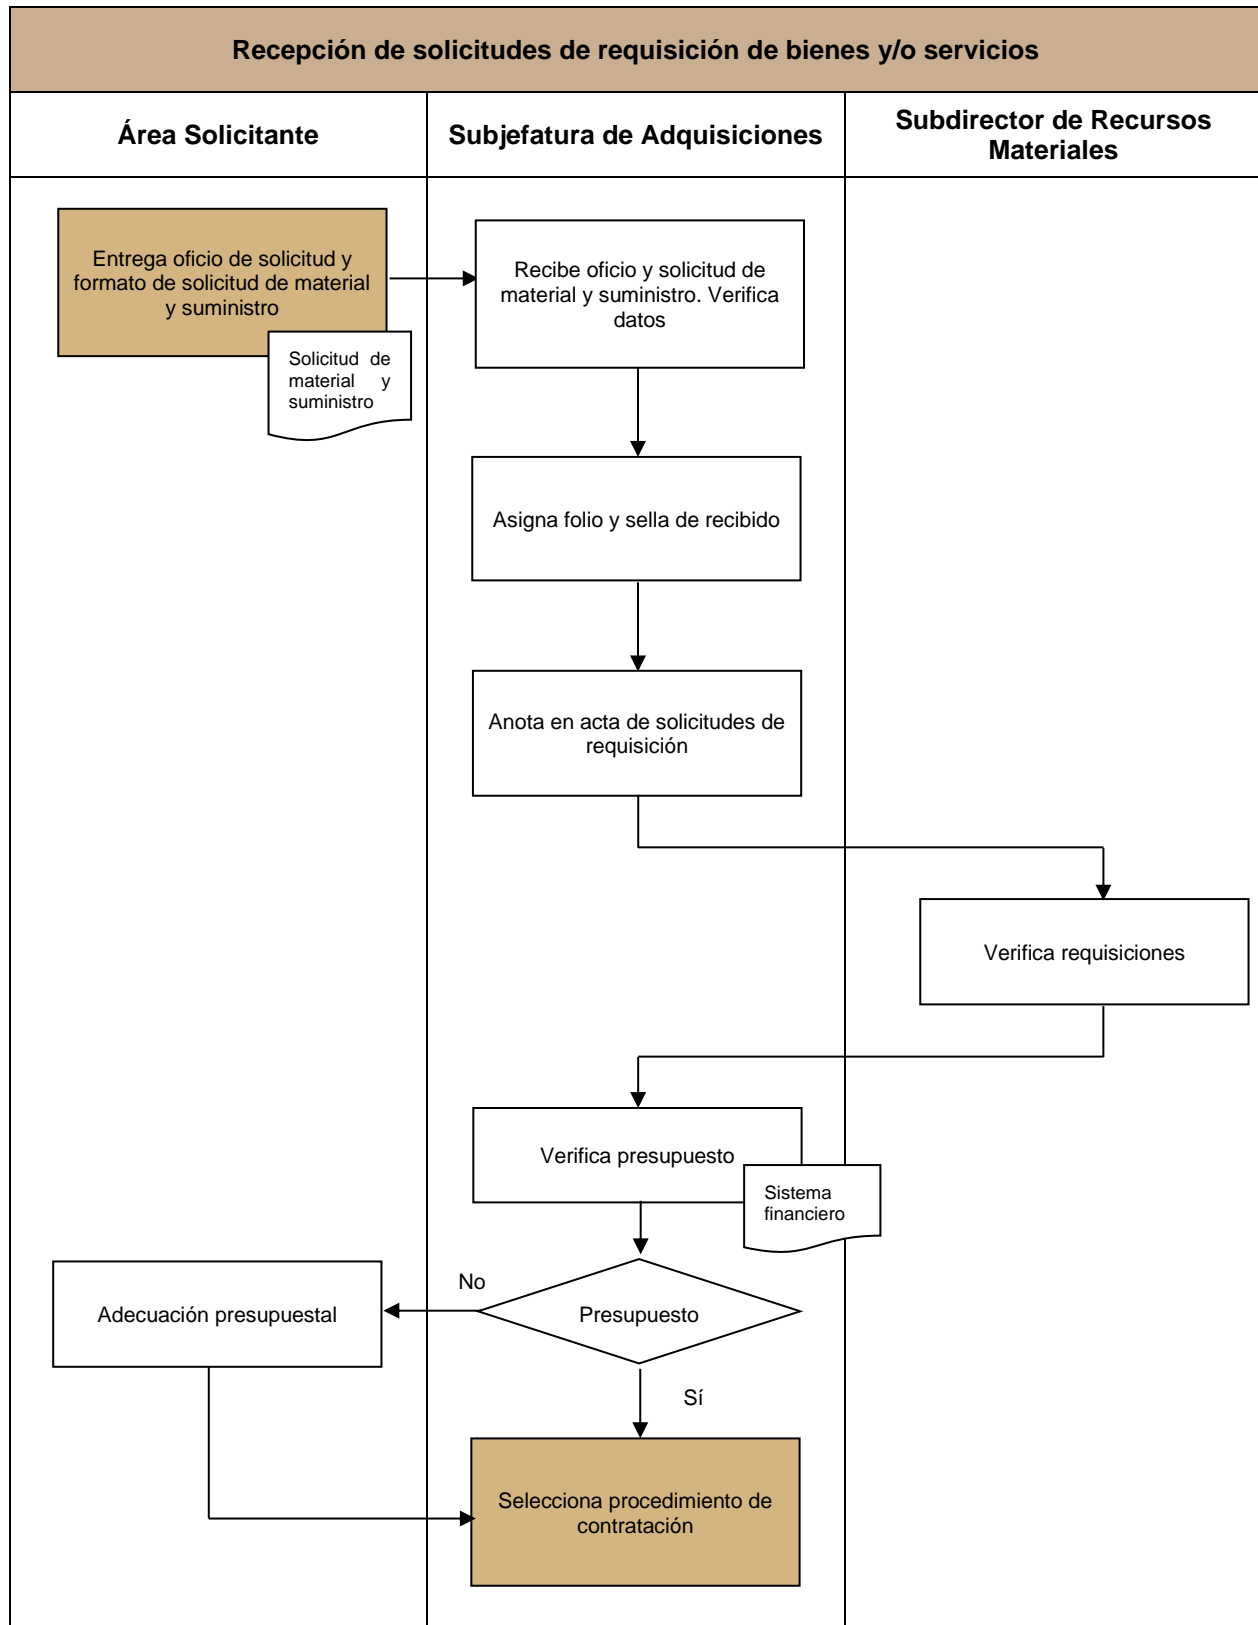 Recepción de solicitudes de requisición de bienes y/o servicios
Área Solicitante
Subjefatura de Adquisiciones
Subdirector de Recursos
Materiales
Entrega oficio de solicitud y
formato de solicitud de material
y suministro
Solicitud de
material y
suministro
Recibe oficio y solicitud de
material y suministro. Verifica
datos
Asigna folio y sella de recibido
Anota en acta de solicitudes de
requisición
Verifica requisiciones
Verifica presupuesto
Sistema
financiero
Presupuesto
No
Adecuación presupuestal
Sí
Selecciona procedimiento de
contratación